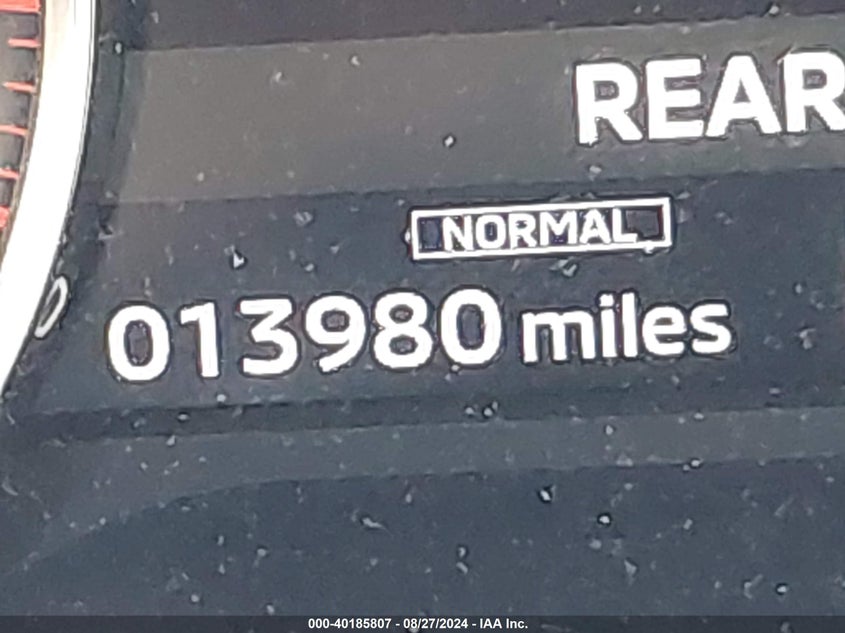 REAR
NORMAL
013980 miles
000-40185807 - 08/27/2024 - IAA Inc.